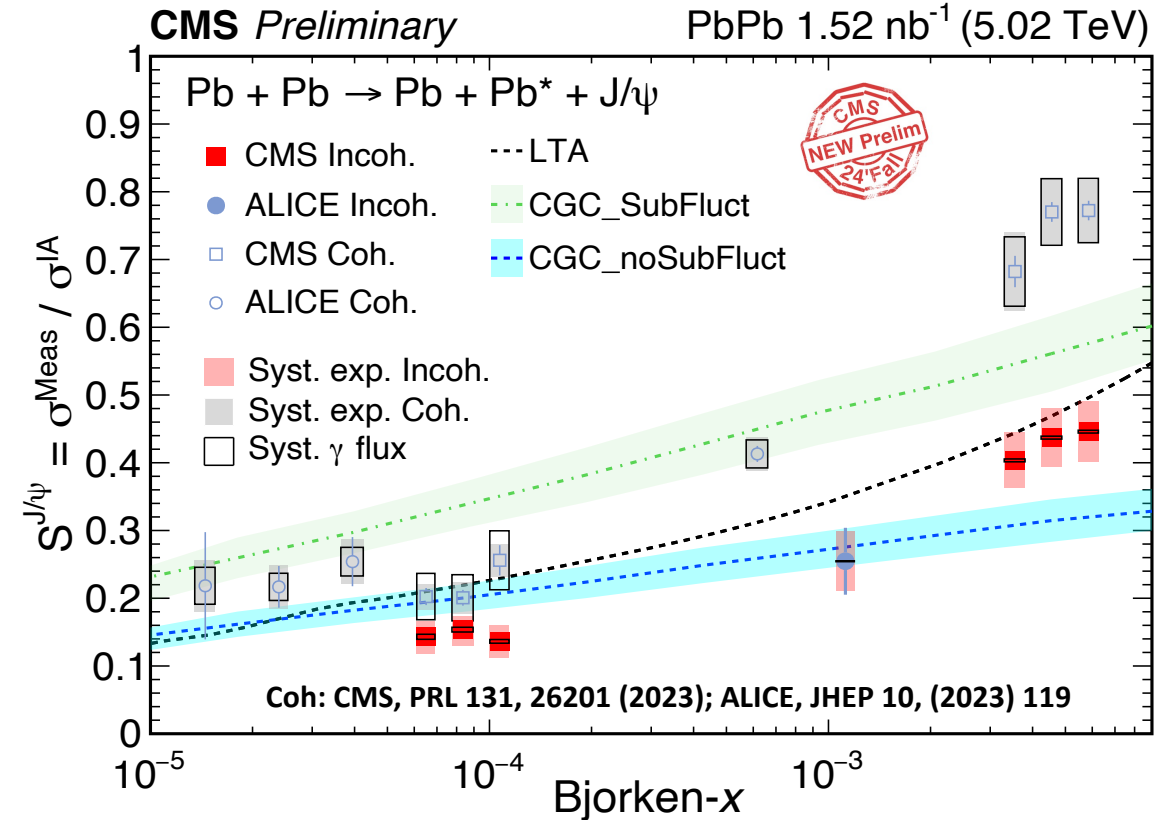 CMS Preliminary PbPb 1.52 nb⁻¹ (5.02 TeV)
Pb + Pb → Pb + Pb* + J/ψ
CMS Incoh.
ALICE Incoh.
CMS Coh.
ALICE Coh.
Syst. exp. Incoh.
Syst. exp. Coh.
Syst. γ flux
LTA
CGC_SubFluct
CGC_noSubFluct
CMS
NEW Prelim
24'Fall
Coh: CMS, PRL 131, 26201 (2023); ALICE, JHEP 10, (2023) 119
S^J/ψ = σ^Meas / σ^IA
1
0.9
0.8
0.7
0.6
0.5
0.4
0.3
0.2
0.1
0
10⁻⁵ 10⁻⁴ 10⁻³
Bjorken-x